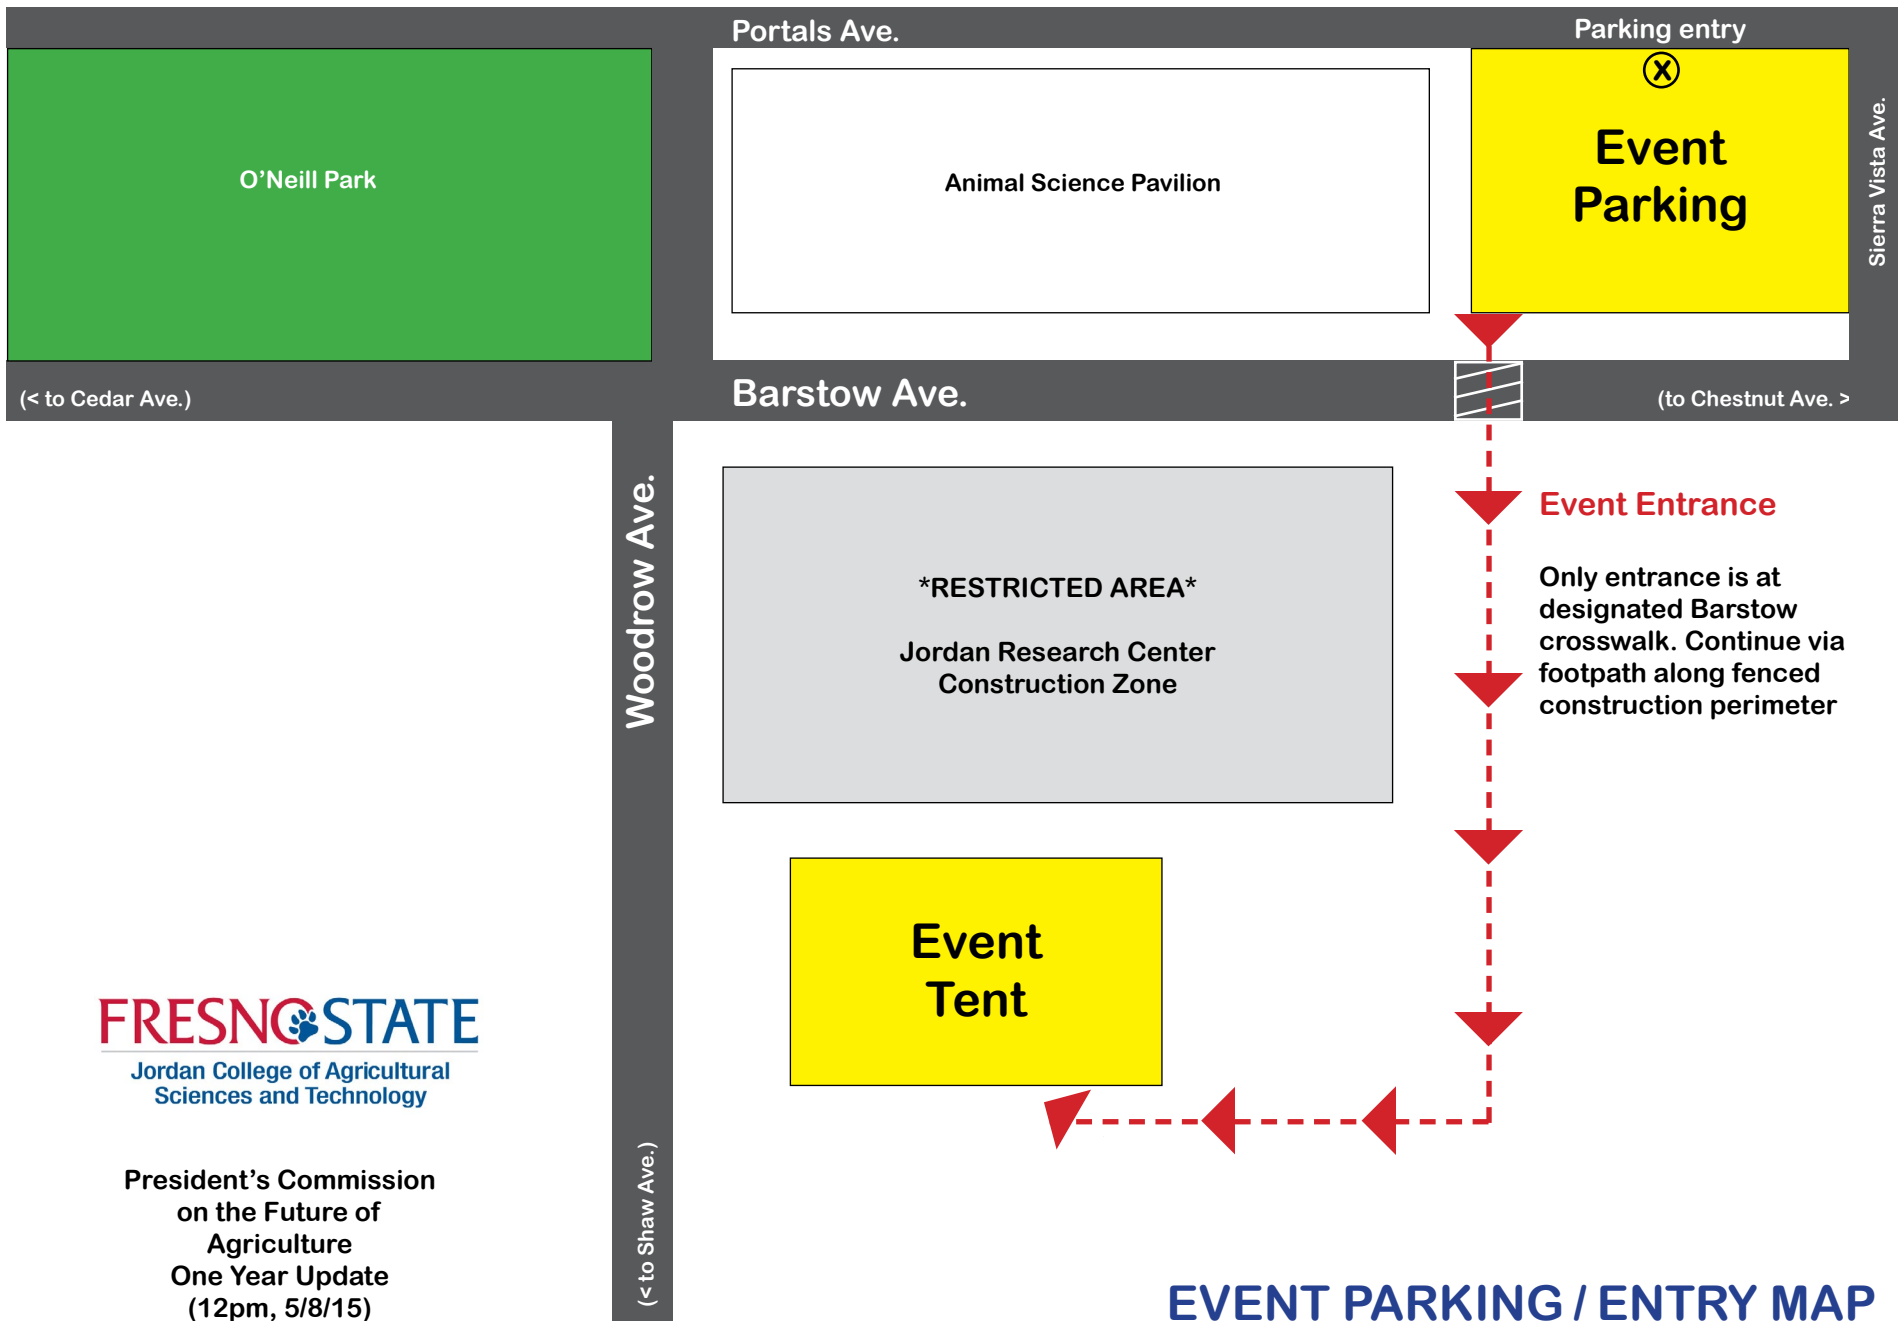 Portals Ave.
Parking entry
X
Event
Parking
Sierra Vista Ave.
O'Neill Park
Animal Science Pavilion
(< to Cedar Ave.)
Barstow Ave.
(to Chestnut Ave. >
Woodrow Ave.
Event Entrance
Only entrance is at
designated Barstow
crosswalk. Continue via
footpath along fenced
construction perimeter
*RESTRICTED AREA*
Jordan Research Center
Construction Zone
Event
Tent
FRESNO STATE
Jordan College of Agricultural
Sciences and Technology
President's Commission
on the Future of
Agriculture
One Year Update
(12pm, 5/8/15)
(< to Shaw Ave.)
EVENT PARKING / ENTRY MAP